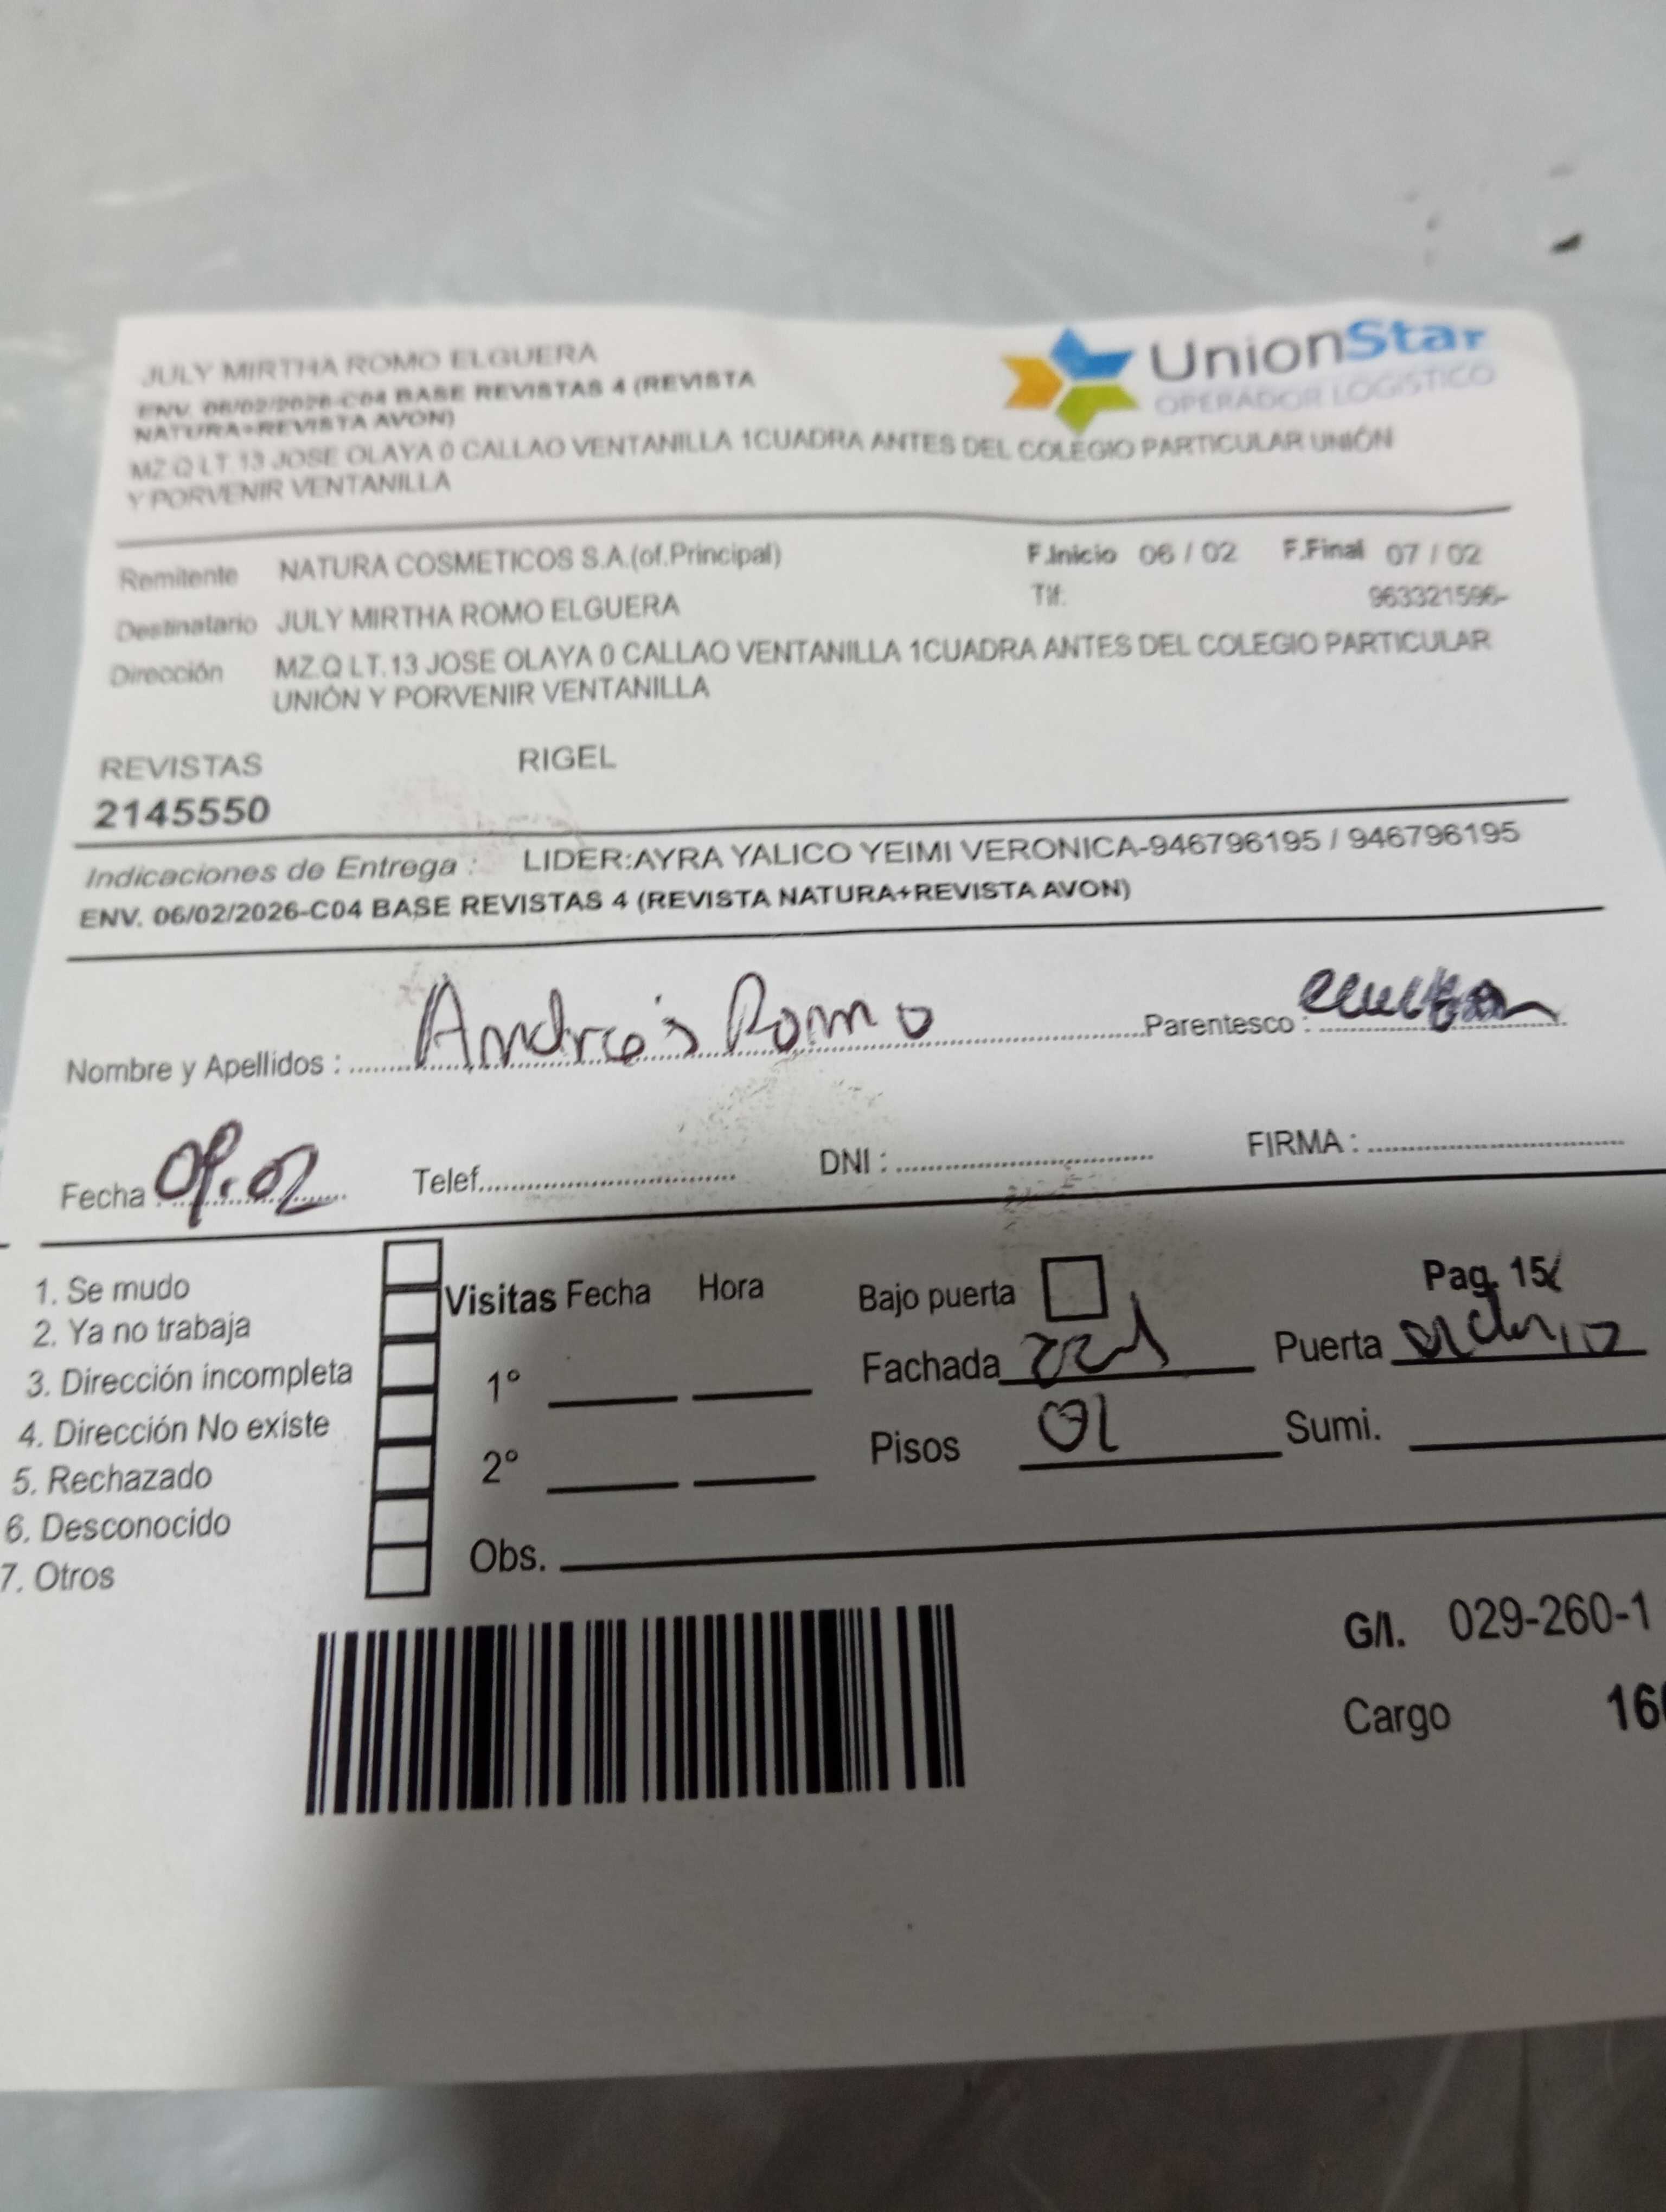 JULY MIRTHA ROMO ELGUERA
ENV. 06/02/2026-C04 BASE REVISTAS 4 (REVISTA
NATURA+REVISTA AVON)
MZ.Q LT.13 JOSE OLAYA 0 CALLAO VENTANILLA 1CUADRA ANTES DEL COLEGIO PARTICULAR UNIÓN
Y PORVENIR VENTANILLA
UnionStar
OPERADOR LOGISTICO
Remitente NATURA COSMETICOS S.A.(of.Principal) F.Inicio 06 / 02 F.Final 07 / 02
Destinatario JULY MIRTHA ROMO ELGUERA Tlf: 963321596-
Dirección MZ.Q LT.13 JOSE OLAYA 0 CALLAO VENTANILLA 1CUADRA ANTES DEL COLEGIO PARTICULAR
UNIÓN Y PORVENIR VENTANILLA
REVISTAS RIGEL
2145550
Indicaciones de Entrega : LIDER:AYRA YALICO YEIMI VERONICA-946796195 / 946796195
ENV. 06/02/2026-C04 BASE REVISTAS 4 (REVISTA NATURA+REVISTA AVON)
Nombre y Apellidos : Andres Romo Parentesco :
Fecha : 09.02 Telef. DNI : FIRMA :
1. Se mudo
2. Ya no trabaja
3. Dirección incompleta
4. Dirección No existe
5. Rechazado
6. Desconocido
7. Otros
Visitas Fecha Hora
1°
2°
Obs.
Bajo puerta Pag. 15
Fachada Puerta
Pisos 01 Sumi.
G/I. 029-260-1
Cargo 16